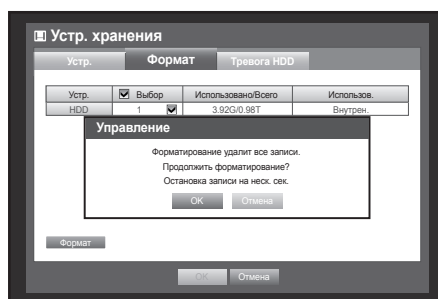 Устр. хранения
Устр. Формат Тревога HDD
Устр. Выбор Использовано/Всего Использов.
HDD 1 3.92G/0.98T Внутрен.
Управление
Форматирование удалит все записи.
Продолжить форматирование?
Остановка записи на неск. сек.
OK Отмена
Формат
OK Отмена